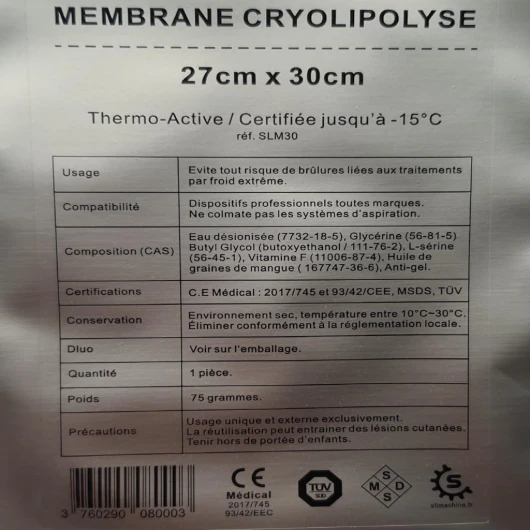 MEMBRANE CRYOLIPOLYSE
27cm x 30cm
Thermo-Active / Certifiée jusqu'à -15°C
réf. SLM30
Usage
Evite tout risque de brûlures liées aux traitements
par froid extrême.
Compatibilité
Dispositifs professionnels toutes marques.
Ne colmate pas les systèmes d'aspiration.
Composition (CAS)
Eau désionisée (7732-18-5), Glycérine (56-81-5)
Butyl Glycol (butoxyethanol / 111-76-2), L-sérine
(56-45-1), Vitamine F (11006-87-4), Huile de
graines de mangue ( 167747-36-6), Anti-gel.
Certifications
C.E Médical : 2017/745 et 93/42/CEE, MSDS, TÜV
Conservation
Environnement sec, température entre 10°C~30°C.
Éliminer conformément à la réglementation locale.
Dluo
Voir sur l'emballage.
Quantité
1 pièce.
Poids
75 grammes.
Précautions
Usage unique et externe exclusivement.
La réutilisation peut entrainer des lésions cutanées.
Tenir hors de portée d'enfants.
3 760290 080003
CE
Médical
2017/745
93/42/EEC
TÜV
SÜD
S
M D
S
S
slmachine.fr